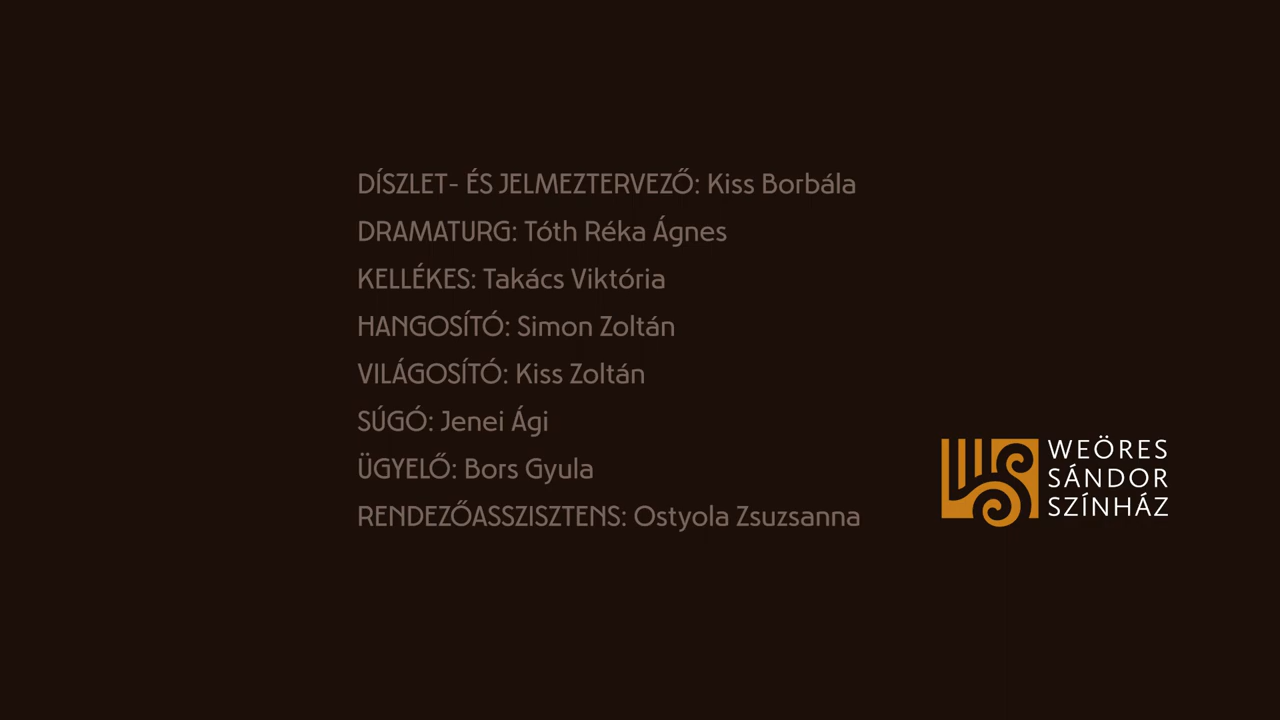 DÍSZLET- ÉS JELMEZTERVEZŐ: Kiss Borbála
DRAMATURG: Tóth Réka Ágnes
KELLÉKES: Takács Viktória
HANGOSÍTÓ: Simon Zoltán
VILÁGOSÍTÓ: Kiss Zoltán
SÚGÓ: Jenei Ági
ÜGYELŐ: Bors Gyula
RENDEZŐASSZISZTENS: Ostyola Zsuzsanna
WEÖRES
SÁNDOR
SZÍNHÁZ